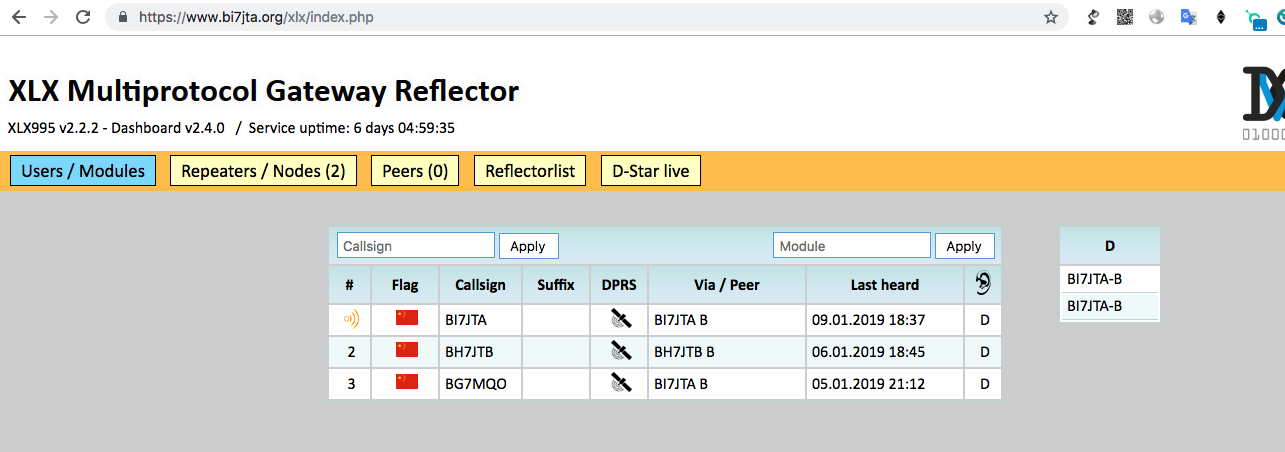 https://www.bi7jta.org/xlx/index.php
XLX Multiprotocol Gateway Reflector
XLX995 v2.2.2 - Dashboard v2.4.0 / Service uptime: 6 days 04:59:35
Users / Modules Repeaters / Nodes (2) Peers (0) Reflectorlist D-Star live
Callsign Apply Module Apply
# Flag Callsign Suffix DPRS Via / Peer Last heard
BI7JTA BI7JTA B 09.01.2019 18:37 D
2 BH7JTB BH7JTB B 06.01.2019 18:45 D
3 BG7MQO BI7JTA B 05.01.2019 21:12 D
D
BI7JTA-B
BI7JTA-B